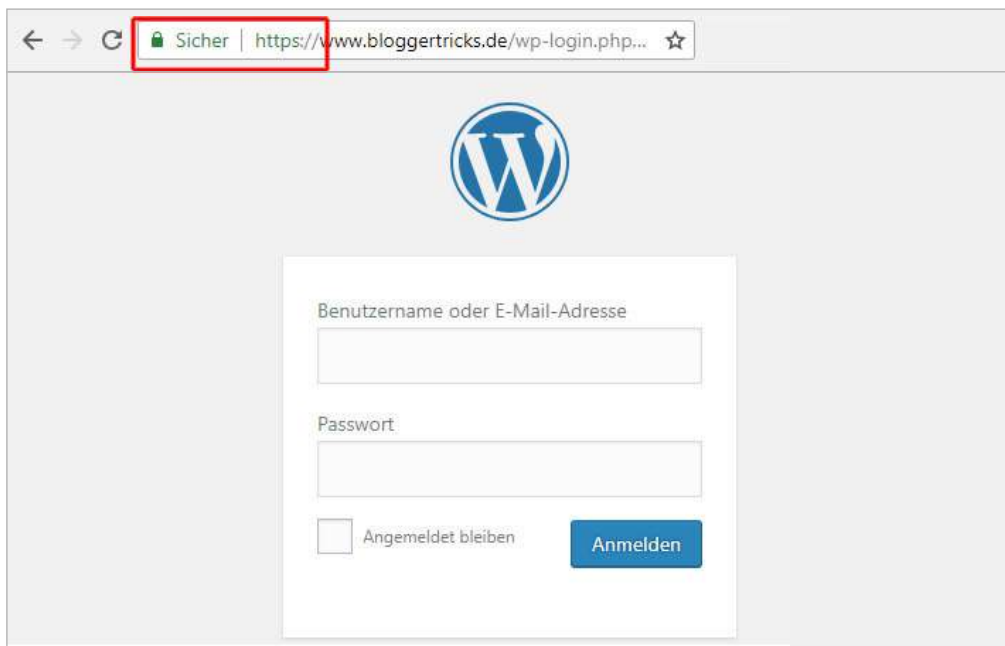 Sicher | https://www.bloggertricks.de/wp-login.php...
W
Benutzername oder E-Mail-Adresse
Passwort
Angemeldet bleiben
Anmelden